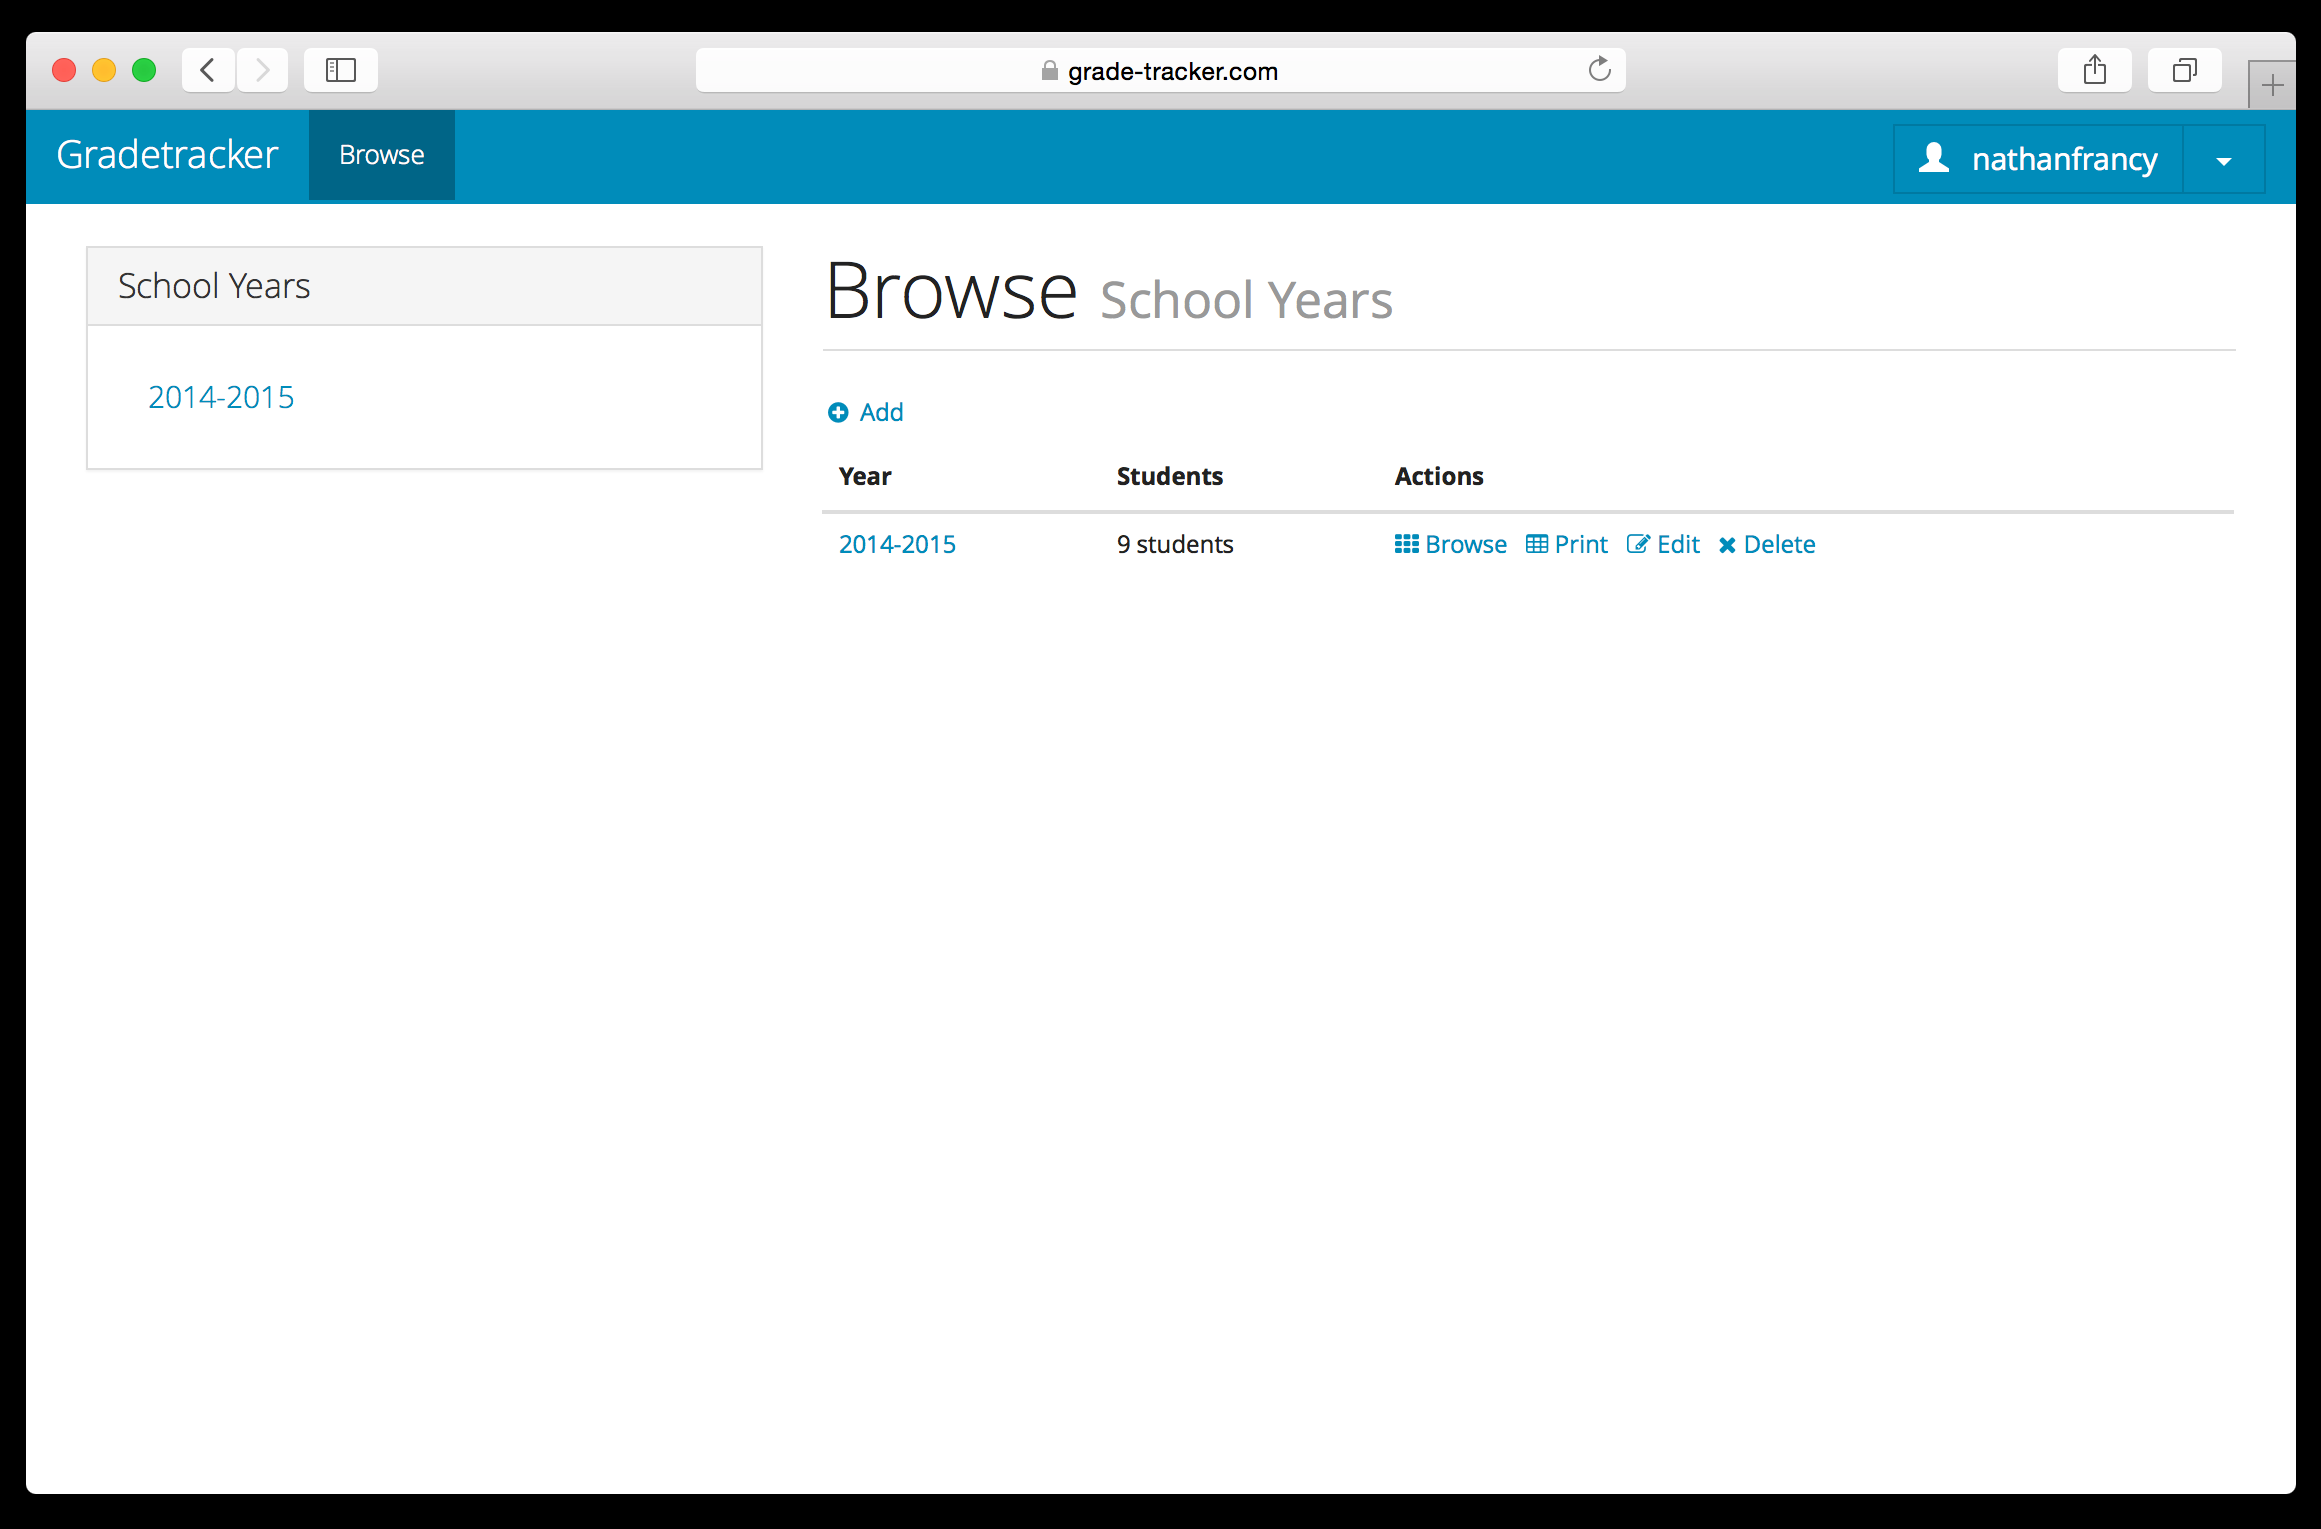 grade-tracker.com
Gradetracker Browse nathanfrancy
School Years
2014-2015
Browse School Years
Add
Year Students Actions
2014-2015 9 students Browse Print Edit Delete